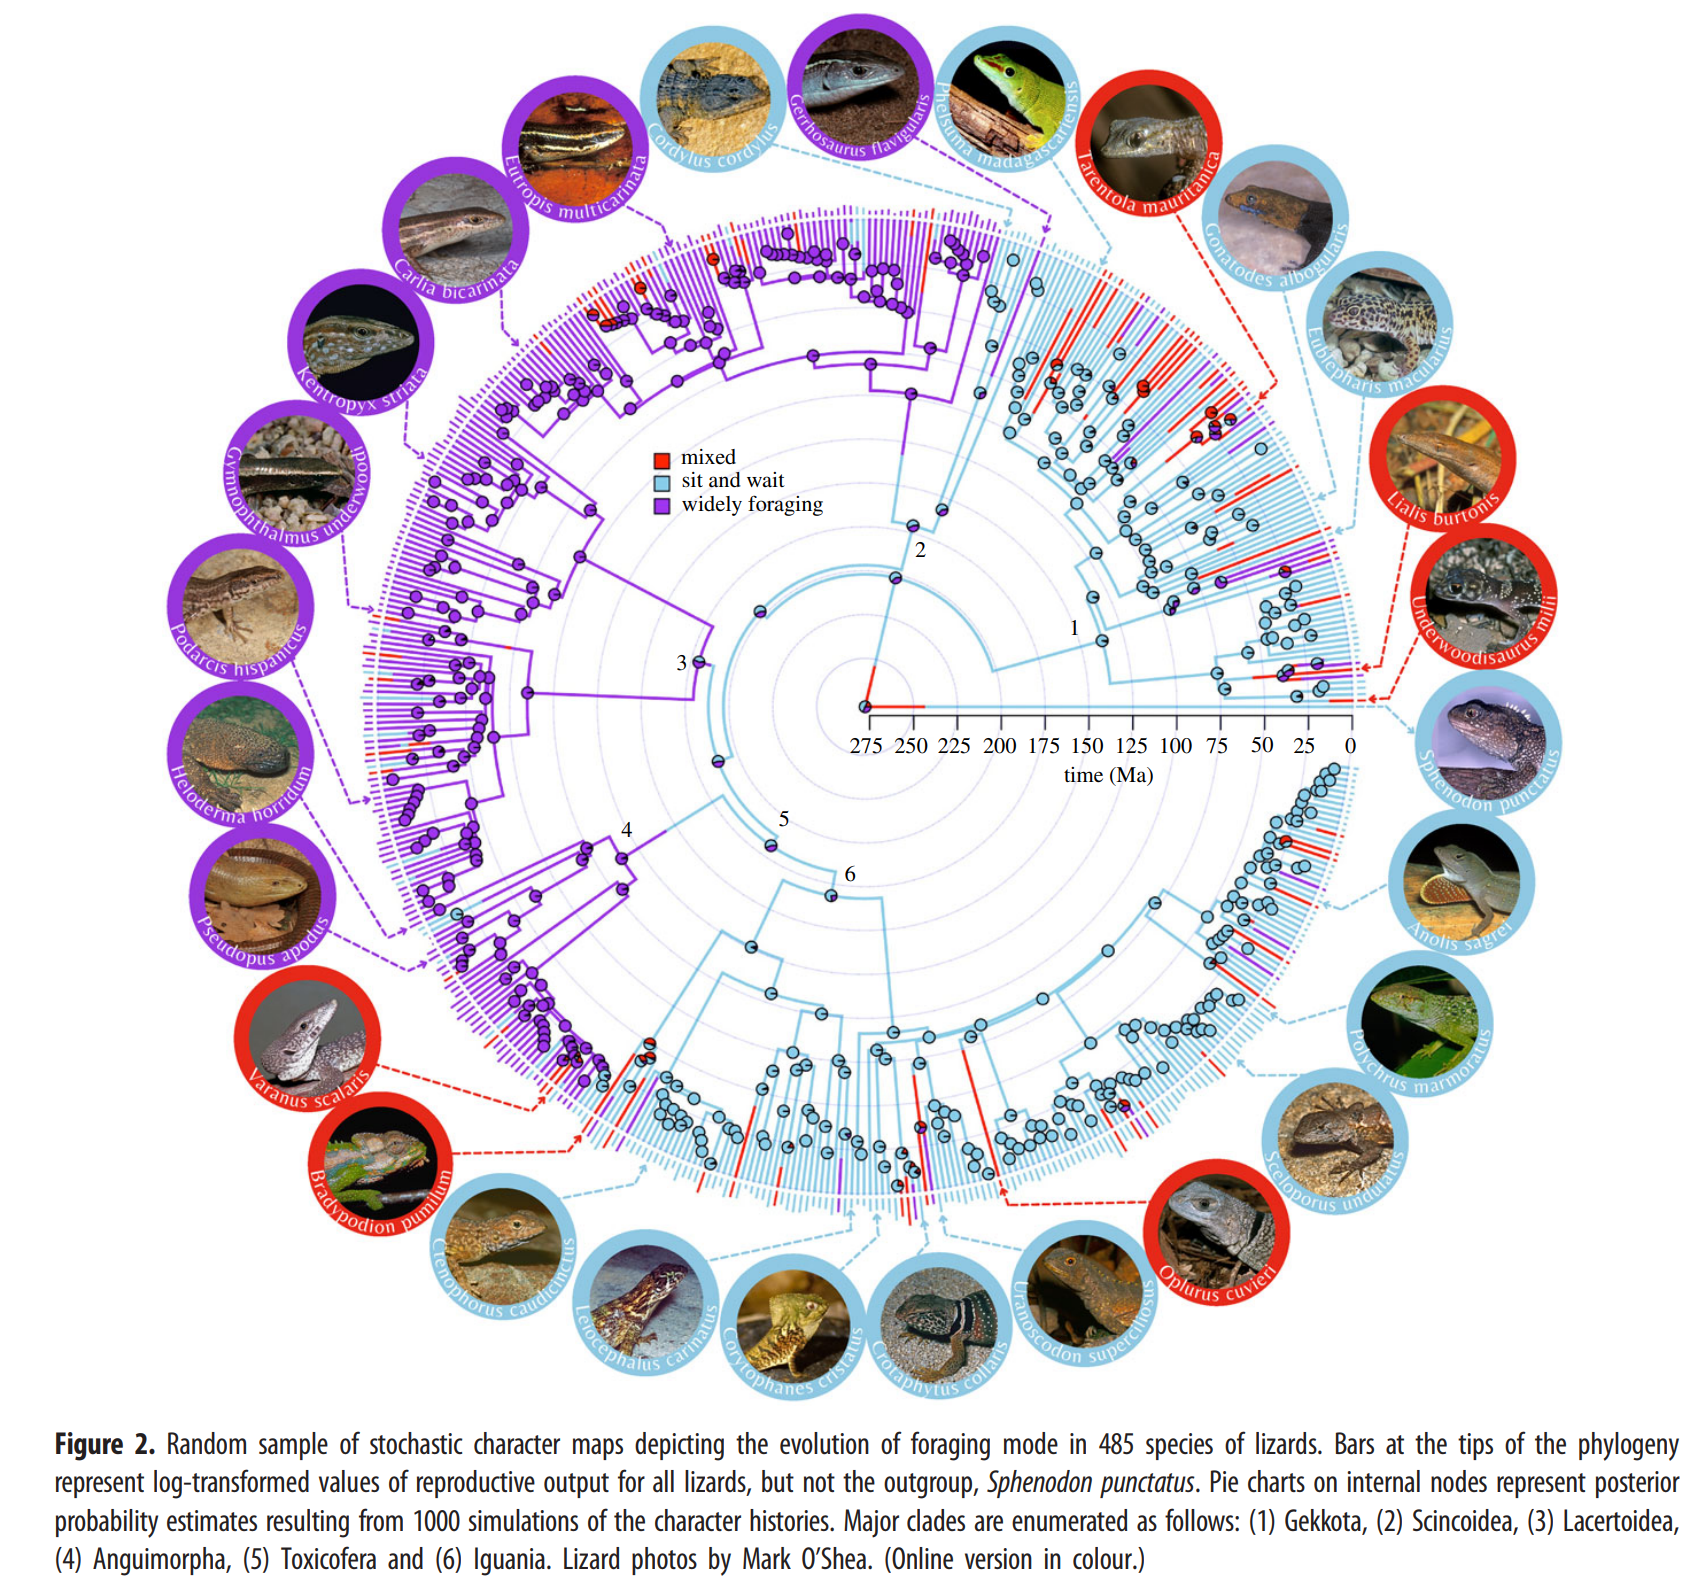 Cordylus cordylus
Gerrhosaurus flavigularis
Phelsuma madagascariensis
Tarentola mauritanica
Gonatodes albogularis
Eublepharis macularius
Lialis burtonis
Underwoodisaurus milii
Sphenodon punctatus
Anolis sagrei
Polychrus marmoratus
Sceloporus undulatus
Oplurus cuvieri
Uranoscodon superciliosus
Crotaphytus collaris
Corytophanes cristatus
Leiocephalus carinatus
Ctenophorus caudicinctus
Bradypodion pumilum
Varanus scalaris
Pseudopus apodus
Heloderma horridum
Podarcis hispanicus
Gymnophthalmus underwoodi
Kentropyx striata
Carlia bicarinata
Eutropis multicarinata
mixed
sit and wait
widely foraging
2
1
3
275 250 225 200 175 150 125 100 75 50 25 0
time (Ma)
5
4
6
Figure 2. Random sample of stochastic character maps depicting the evolution of foraging mode in 485 species of lizards. Bars at the tips of the phylogeny
represent log-transformed values of reproductive output for all lizards, but not the outgroup, Sphenodon punctatus. Pie charts on internal nodes represent posterior
probability estimates resulting from 1000 simulations of the character histories. Major clades are enumerated as follows: (1) Gekkota, (2) Scincoidea, (3) Lacertoidea,
(4) Anguimorpha, (5) Toxicofera and (6) Iguania. Lizard photos by Mark O'Shea. (Online version in colour.)